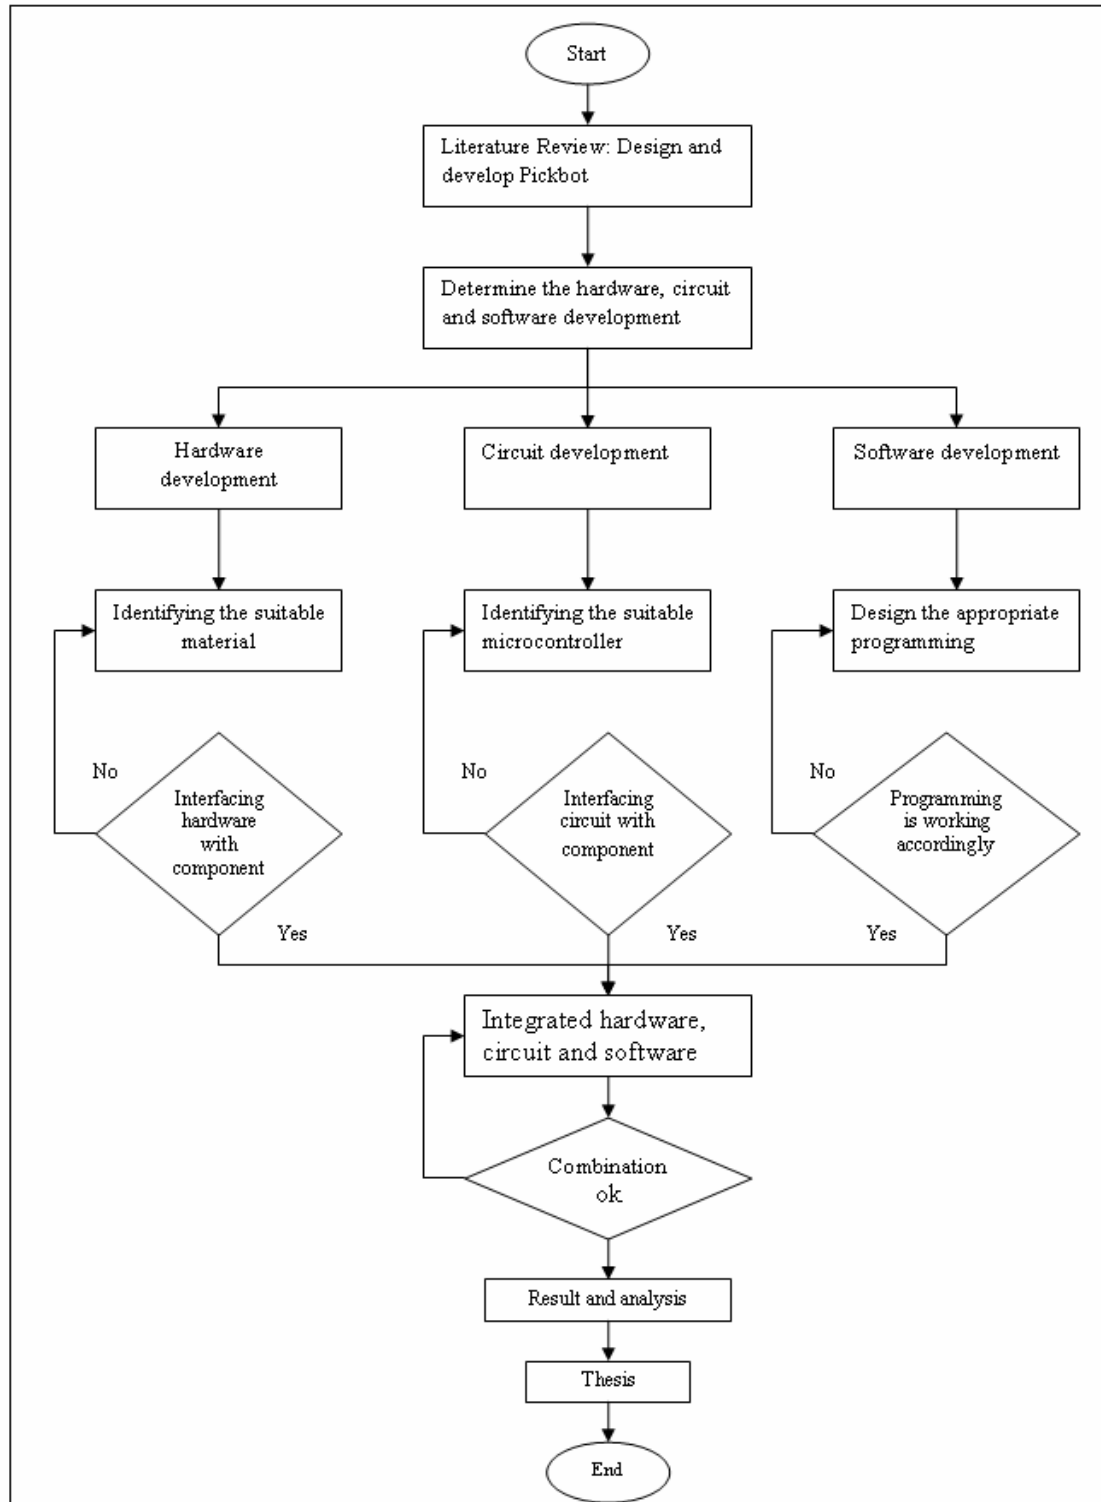 Start
Literature Review: Design and
develop Pickbot
Determine the hardware, circuit
and software development
Hardware
development
Circuit development
Software development
Identifying the suitable
material
Identifying the suitable
microcontroller
Design the appropriate
programming
No
Interfacing
hardware
with
component
Yes
No
Interfacing
circuit with
component
Yes
No
Programming
is working
accordingly
Yes
Integrated hardware,
circuit and software
Combination
ok
Result and analysis
Thesis
End